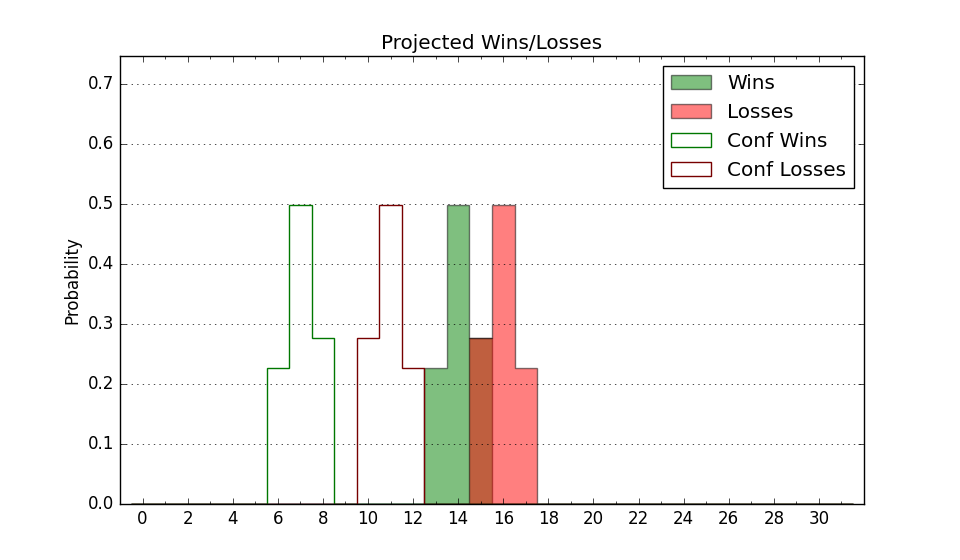 Projected Wins/Losses
Probability
0.7
0.6
0.5
0.4
0.3
0.2
0.1
0.0
0 2 4 6 8 10 12 14 16 18 20 22 24 26 28 30
Wins
Losses
Conf Wins
Conf Losses